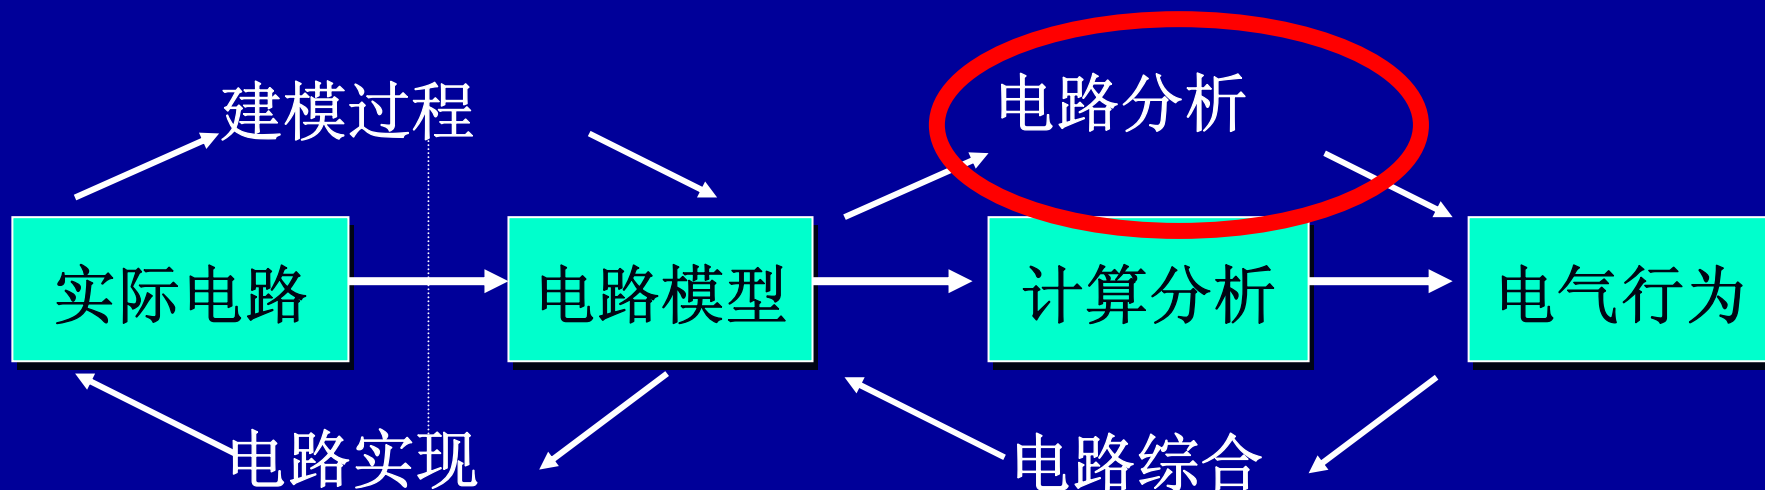 建模过程
电路分析
实际电路
电路模型
计算分析
电气行为
电路实现
电路综合